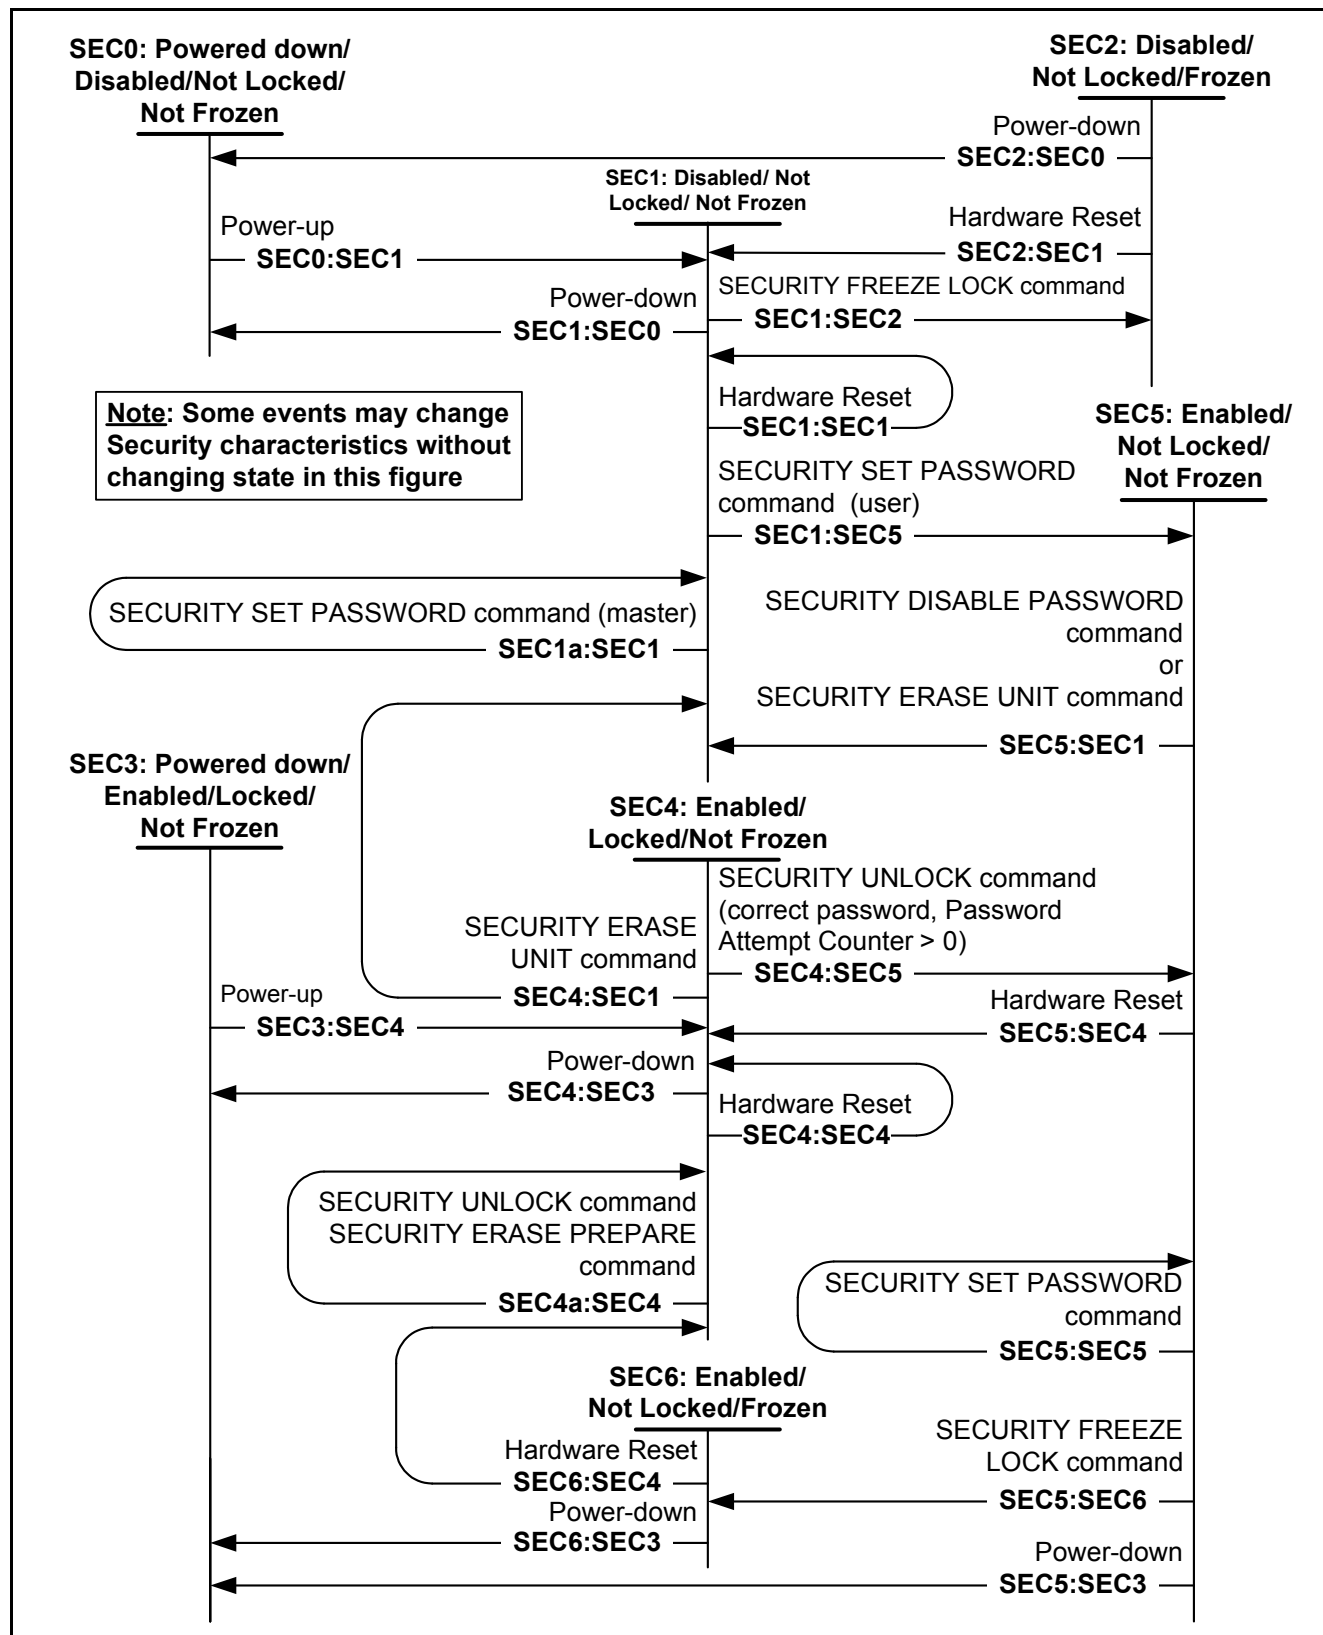 SEC0: Powered down/
Disabled/Not Locked/
Not Frozen
SEC2: Disabled/
Not Locked/Frozen
Power-down
SEC2:SEC0
SEC1: Disabled/ Not
Locked/ Not Frozen
Hardware Reset
SEC2:SEC1
Power-up
SEC0:SEC1
SECURITY FREEZE LOCK command
SEC1:SEC2
Power-down
SEC1:SEC0
Hardware Reset
SEC1:SEC1
Note: Some events may change
Security characteristics without
changing state in this figure
SEC5: Enabled/
Not Locked/
Not Frozen
SECURITY SET PASSWORD
command (user)
SEC1:SEC5
SECURITY SET PASSWORD command (master)
SEC1a:SEC1
SECURITY DISABLE PASSWORD
command
or
SECURITY ERASE UNIT command
SEC5:SEC1
SEC3: Powered down/
Enabled/Locked/
Not Frozen
SEC4: Enabled/
Locked/Not Frozen
SECURITY UNLOCK command
(correct password, Password
Attempt Counter > 0)
SEC4:SEC5
SECURITY ERASE
UNIT command
SEC4:SEC1
Power-up
SEC3:SEC4
Hardware Reset
SEC5:SEC4
Power-down
SEC4:SEC3
Hardware Reset
SEC4:SEC4
SECURITY UNLOCK command
SECURITY ERASE PREPARE
command
SEC4a:SEC4
SECURITY SET PASSWORD
command
SEC5:SEC5
SEC6: Enabled/
Not Locked/Frozen
Hardware Reset
SEC6:SEC4
SECURITY FREEZE
LOCK command
SEC5:SEC6
Power-down
SEC6:SEC3
Power-down
SEC5:SEC3